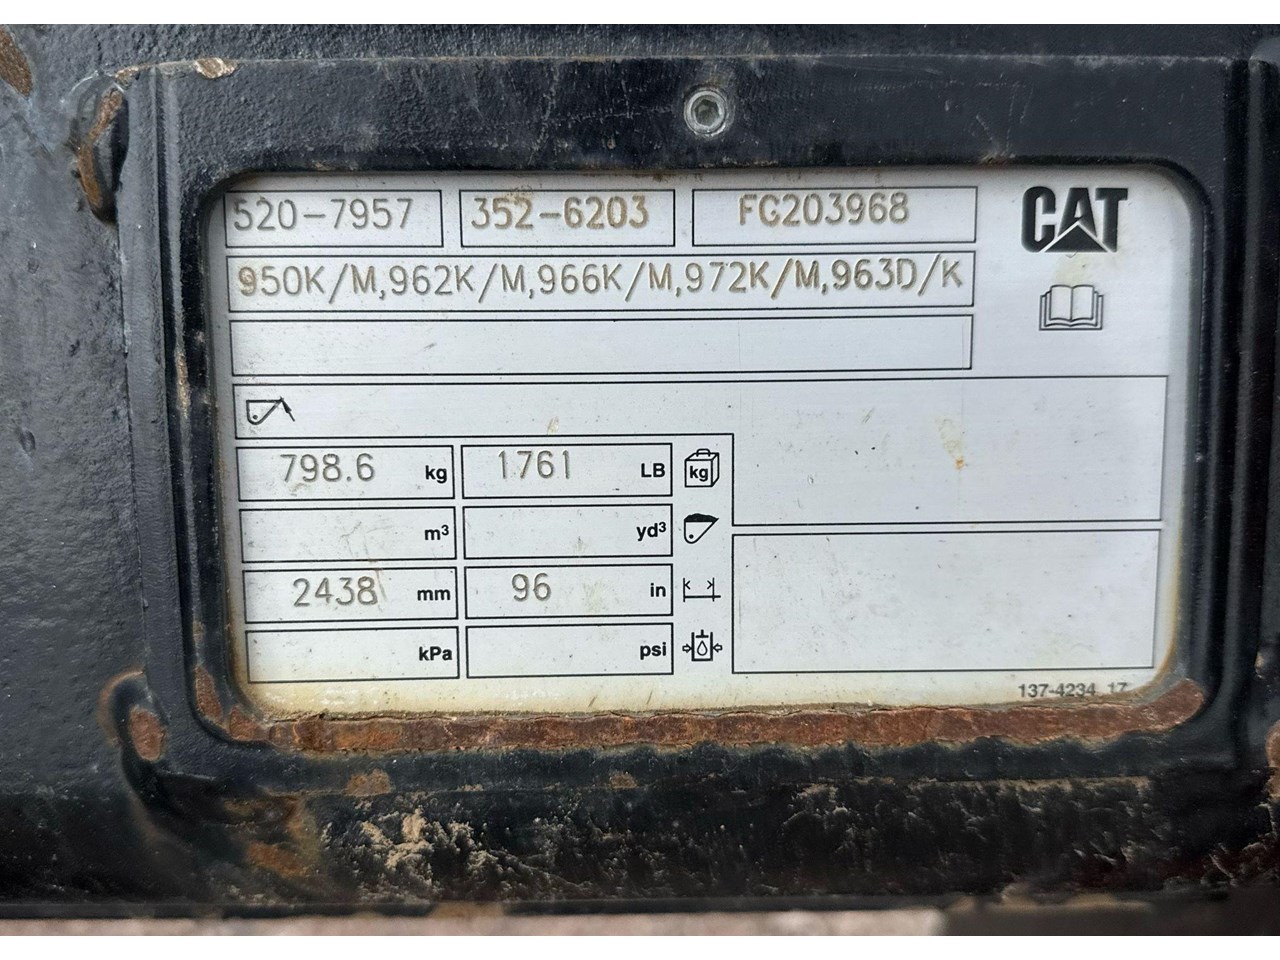 520-7957 352-6203 FG203968 CAT
950K/M,962K/M,966K/M,972K/M,963D/K
798.6 kg 1761 LB kg
m³ yd³
2438 mm 96 in
kPa psi
137-4234 17